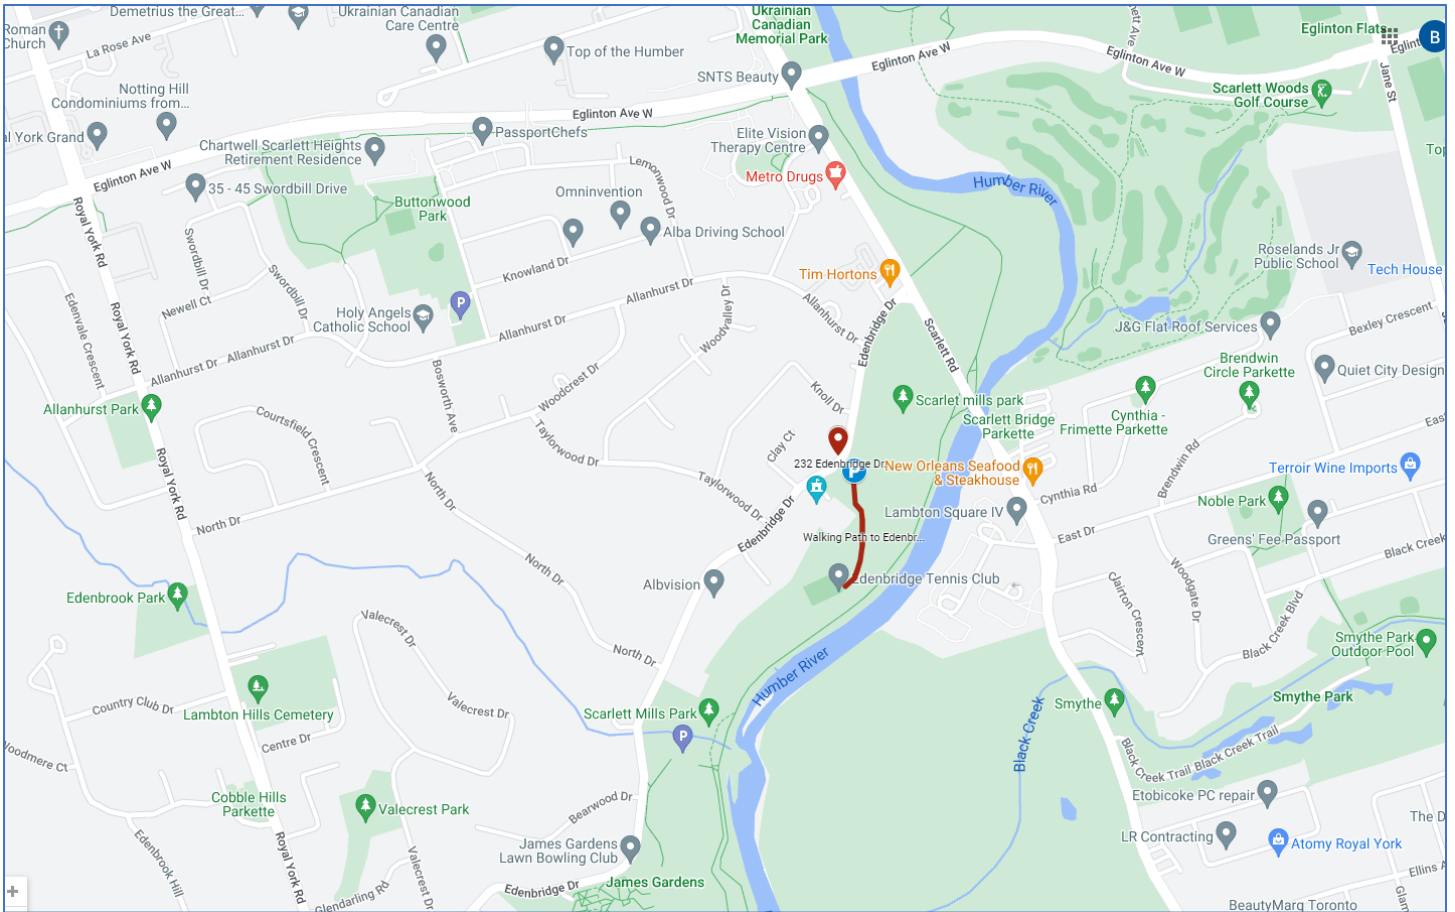 Roman
Church
Demetrius the Great...
La Rose Ave
Ukrainian Canadian
Care Centre
Top of the Humber
Ukrainian
Canadian
Memorial Park
Eglinton Flats
B
Eglinton Ave W
Eglinton Ave W
Jane St
SNTS Beauty
Scarlett Woods
Golf Course
Notting Hill
Condominiums from...
al York Grand
Eglinton Ave W
PassportChefs
Elite Vision
Therapy Centre
Chartwell Scarlett Heights
Retirement Residence
Metro Drugs
Eglinton Ave W
35 - 45 Swordbill Drive
Lemonwood Dr
Omninvention
Buttonwood
Park
Humber River
Alba Driving School
Royal York Rd
Swordbill Dr
Swordbill Dr
Knowland Dr
Tim Hortons
Roselands Jr
Public School
Tech House
Edenvale Crescent
Newell Ct
Holy Angels
Catholic School
P
Allanhurst Dr
Allanhurst Dr
Allanhurst Dr
Woodvalley Dr
Edenbridge Dr
Scarlett Rd
J&G Flat Roof Services
Bexley Crescent
Royal York Rd
Allanhurst Dr
Allanhurst Dr
Bosworth Ave
Woodcrest Dr
Knoll Dr
Brendwin
Circle Parkette
Quiet City Design
Allanhurst Park
Courtsfield Crescent
Scarlet mills park
Scarlett Bridge
Parkette
Cynthia -
Frimette Parkette
Taylorwood Dr
Clay Ct
232 Edenbridge Dr
New Orleans Seafood
& Steakhouse
Brendwin Rd
Terroir Wine Imports
Royal York Rd
North Dr
North Dr
Taylorwood Dr
Edenbridge Dr
Cynthia Rd
Lambton Square IV
Noble Park
East Dr
Greens' Fee Passport
Walking Path to Edenbr...
Black Creek
North Dr
Albvision
Edenbridge Tennis Club
Clairton Crescent
Woodgate Dr
Black Creek Blvd
Edenbrook Park
Valecrest Dr
North Dr
Smythe Park
Outdoor Pool
Humber River
Country Club Dr
Lambton Hills Cemetery
Valecrest Dr
Scarlett Mills Park
P
Smythe
Smythe Park
Black Creek
Centre Dr
Black Creek Trail
Black Creek Trail
Woodmere Ct
Cobble Hills
Parkette
Valecrest Park
Bearwood Dr
Etobicoke PC repair
The D
LR Contracting
Atomy Royal York
Edenbrook Hill
Royal York Rd
Valecrest Dr
James Gardens
Lawn Bowling Club
James Gardens
Edenbridge Dr
Glendarling Rd
Ellins A
BeautyMarq Toronto